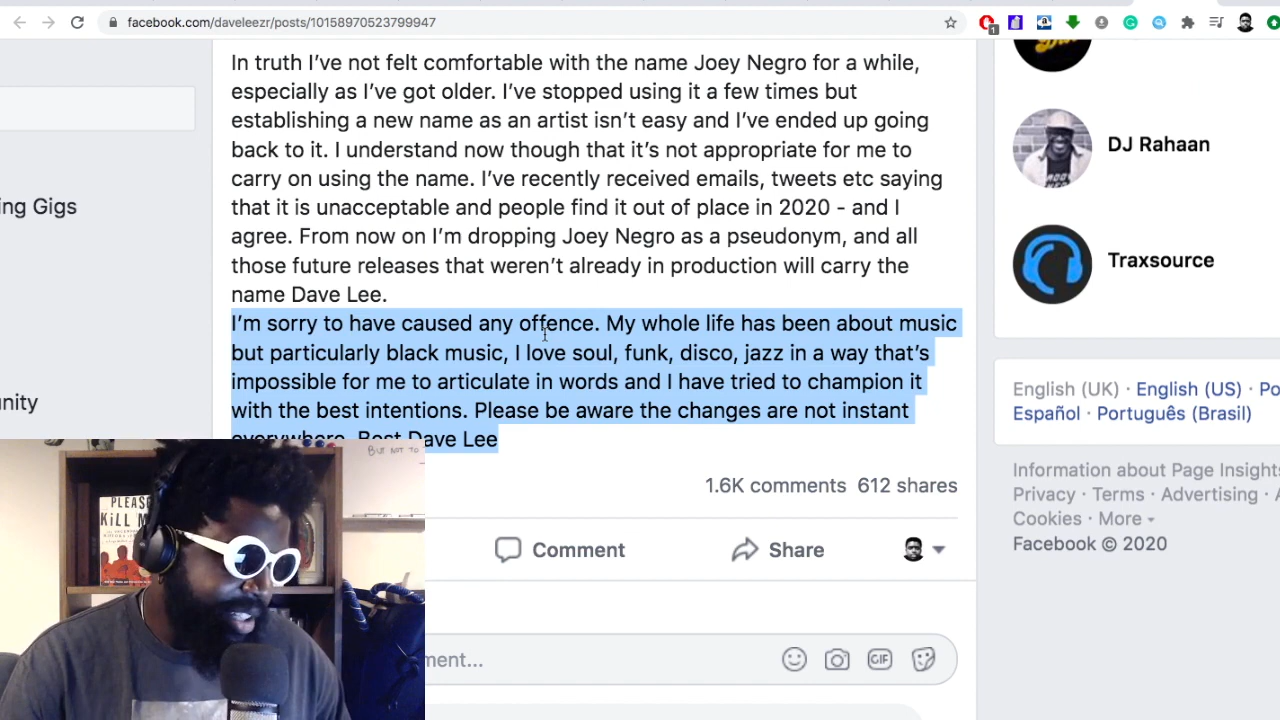 facebook.com/daveleezr/posts/10158970523799947
1
In truth I've not felt comfortable with the name Joey Negro for a while,
especially as I've got older. I've stopped using it a few times but
establishing a new name as an artist isn't easy and I've ended up going
back to it. I understand now though that it's not appropriate for me to
carry on using the name. I've recently received emails, tweets etc saying
that it is unacceptable and people find it out of place in 2020 - and I
agree. From now on I'm dropping Joey Negro as a pseudonym, and all
those future releases that weren't already in production will carry the
name Dave Lee.
I'm sorry to have caused any offence. My whole life has been about music
but particularly black music, I love soul, funk, disco, jazz in a way that's
impossible for me to articulate in words and I have tried to champion it
with the best intentions. Please be aware the changes are not instant
everywhere. Best Dave Lee
1.6K comments 612 shares
Comment
Share
ment...
GIF
ing Gigs
unity
DJ Rahaan
Traxsource
English (UK) · English (US) · Po
Español · Português (Brasil)
Information about Page Insights
Privacy · Terms · Advertising ·
Cookies · More
Facebook © 2020
BUT NOT TO
PLEASE
KILL M